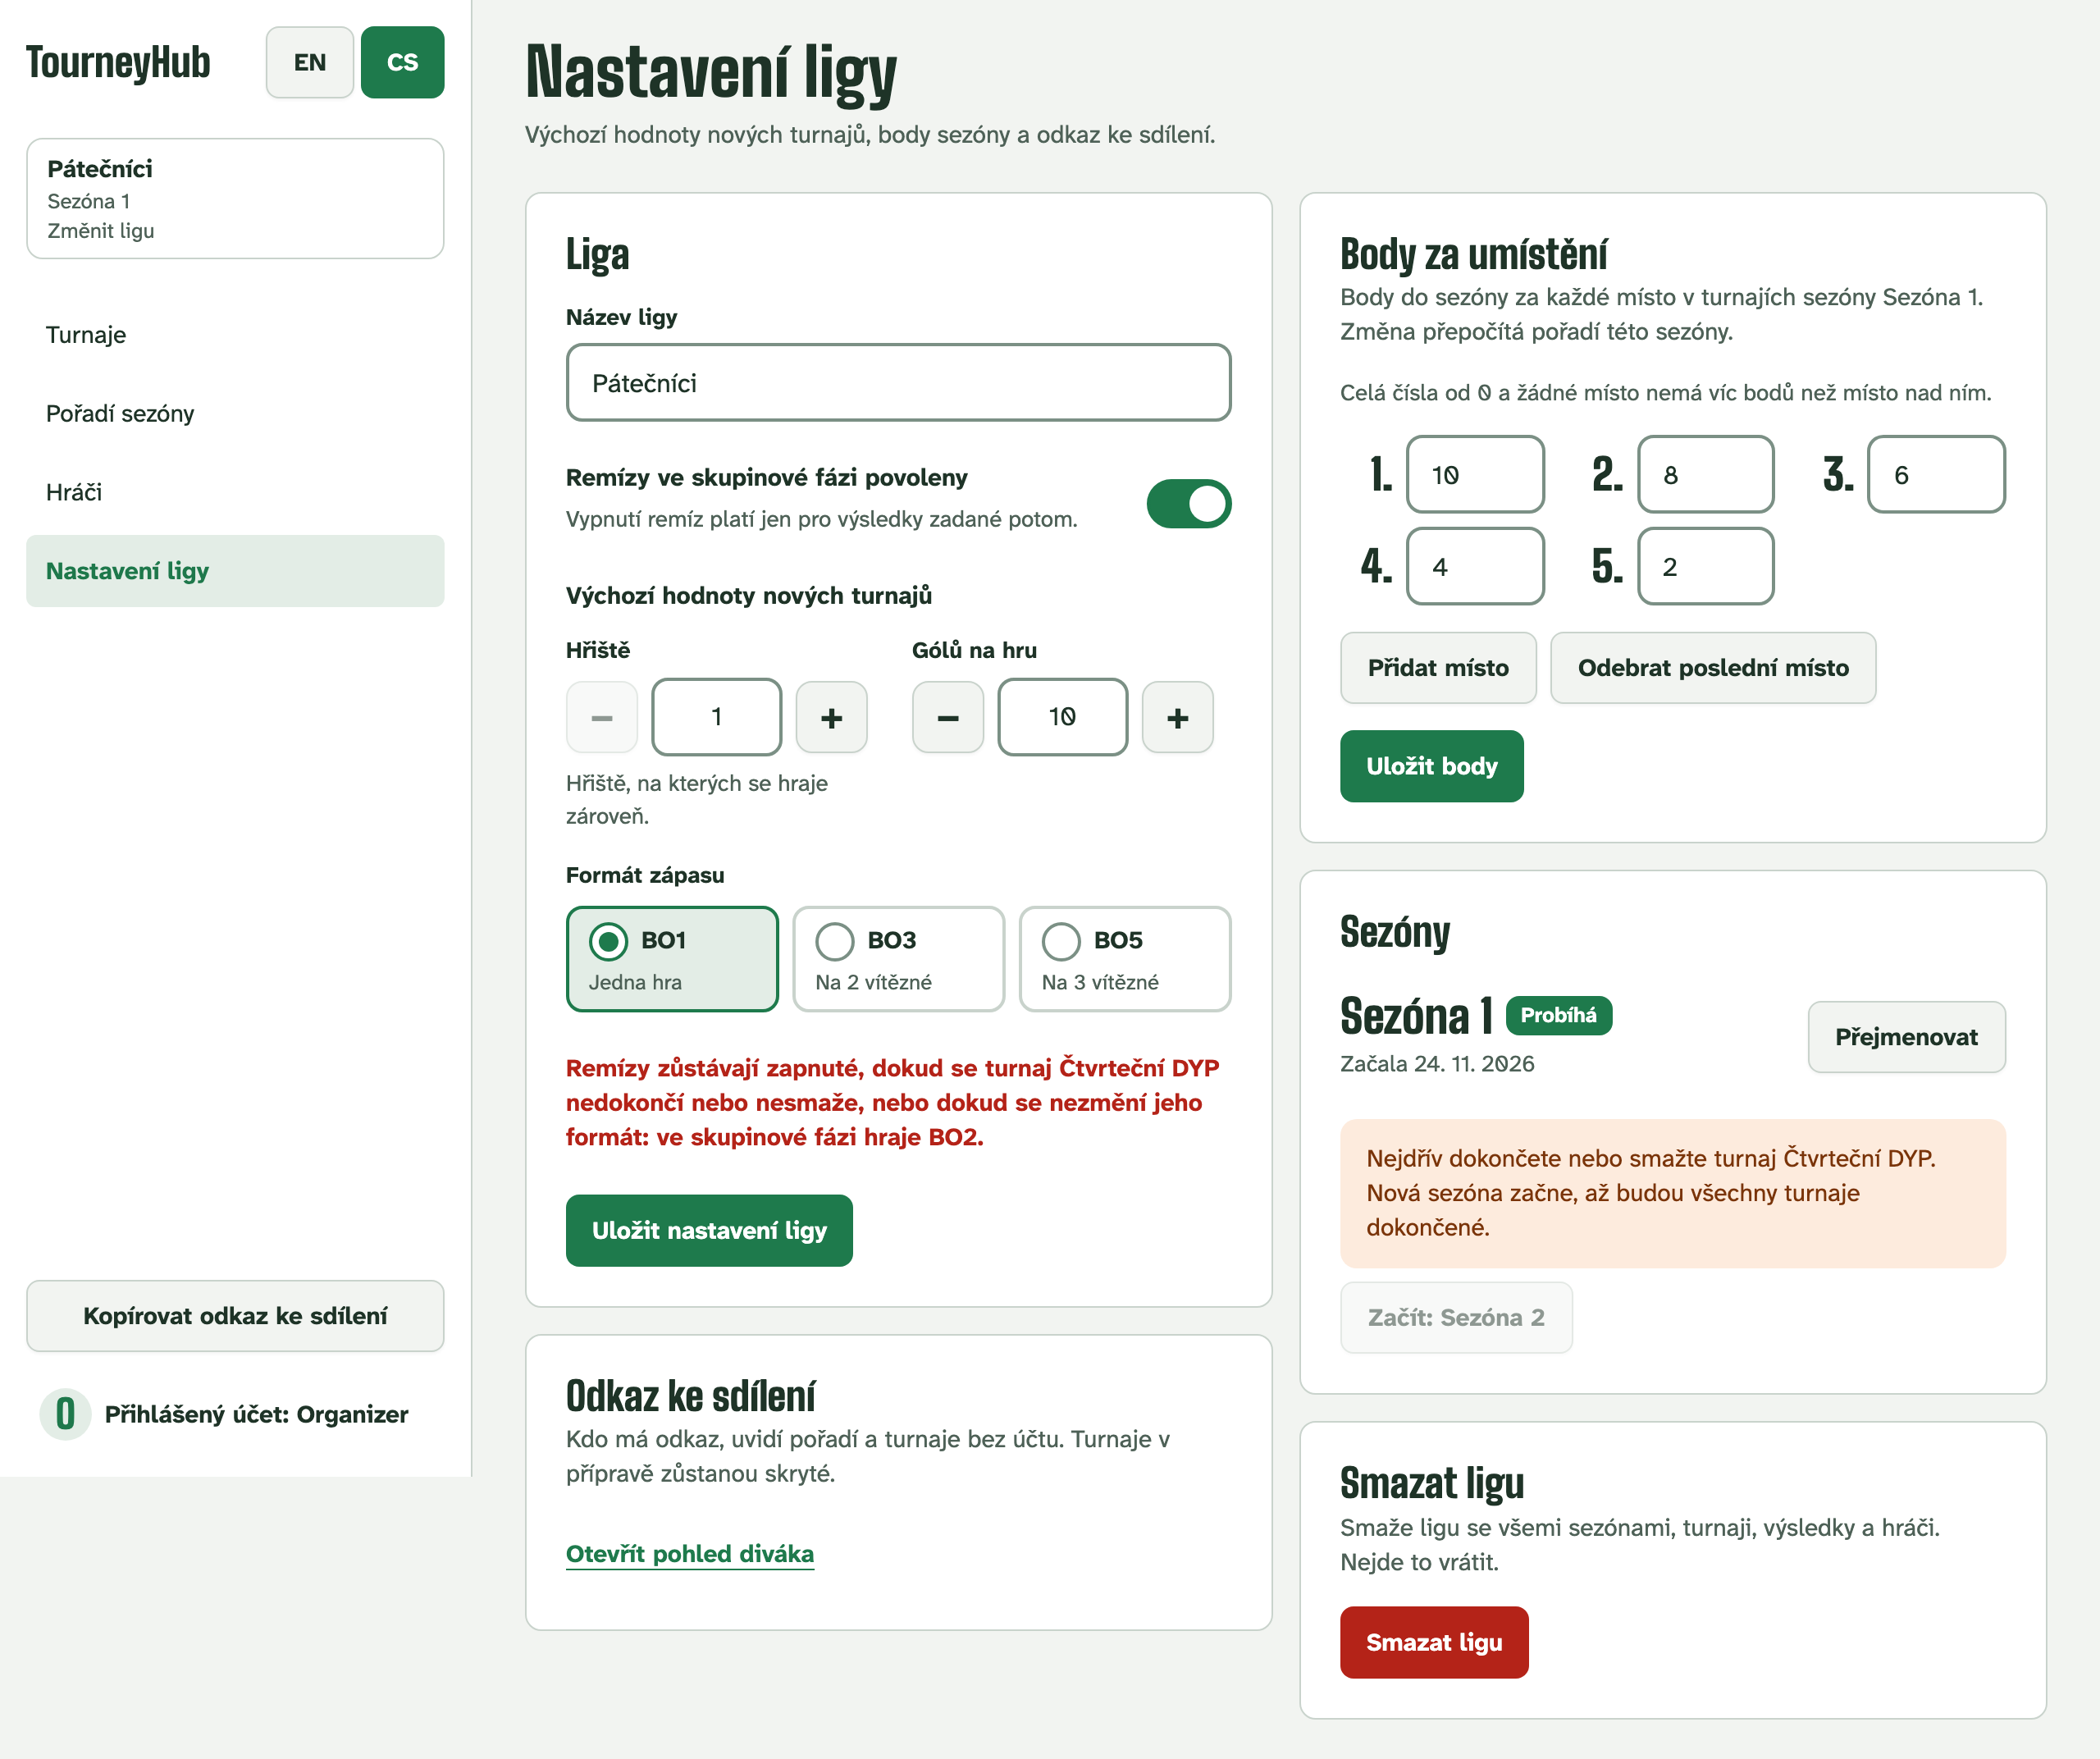 TourneyHub
EN
CS
Pátečníci
Sezóna 1
Změnit ligu
Turnaje
Pořadí sezóny
Hráči
Nastavení ligy
Kopírovat odkaz ke sdílení
O
Přihlášený účet: Organizer
Nastavení ligy
Výchozí hodnoty nových turnajů, body sezóny a odkaz ke sdílení.
Liga
Název ligy
Pátečníci
Remízy ve skupinové fázi povoleny
Vypnutí remíz platí jen pro výsledky zadané potom.
Výchozí hodnoty nových turnajů
Hřiště
Gólů na hru
−
1
+
−
10
+
Hřiště, na kterých se hraje
zároveň.
Formát zápasu
BO1
Jedna hra
BO3
Na 2 vítězné
BO5
Na 3 vítězné
Remízy zůstávají zapnuté, dokud se turnaj Čtvrteční DYP
nedokončí nebo nesmaže, nebo dokud se nezmění jeho
formát: ve skupinové fázi hraje BO2.
Uložit nastavení ligy
Odkaz ke sdílení
Kdo má odkaz, uvidí pořadí a turnaje bez účtu. Turnaje v
přípravě zůstanou skryté.
Otevřít pohled diváka
Body za umístění
Body do sezóny za každé místo v turnajích sezóny Sezóna 1.
Změna přepočítá pořadí této sezóny.
Celá čísla od 0 a žádné místo nemá víc bodů než místo nad ním.
1. 10
2. 8
3. 6
4. 4
5. 2
Přidat místo
Odebrat poslední místo
Uložit body
Sezóny
Sezóna 1
Probíhá
Začala 24. 11. 2026
Přejmenovat
Nejdřív dokončete nebo smažte turnaj Čtvrteční DYP.
Nová sezóna začne, až budou všechny turnaje
dokončené.
Začít: Sezóna 2
Smazat ligu
Smaže ligu se všemi sezónami, turnaji, výsledky a hráči.
Nejde to vrátit.
Smazat ligu